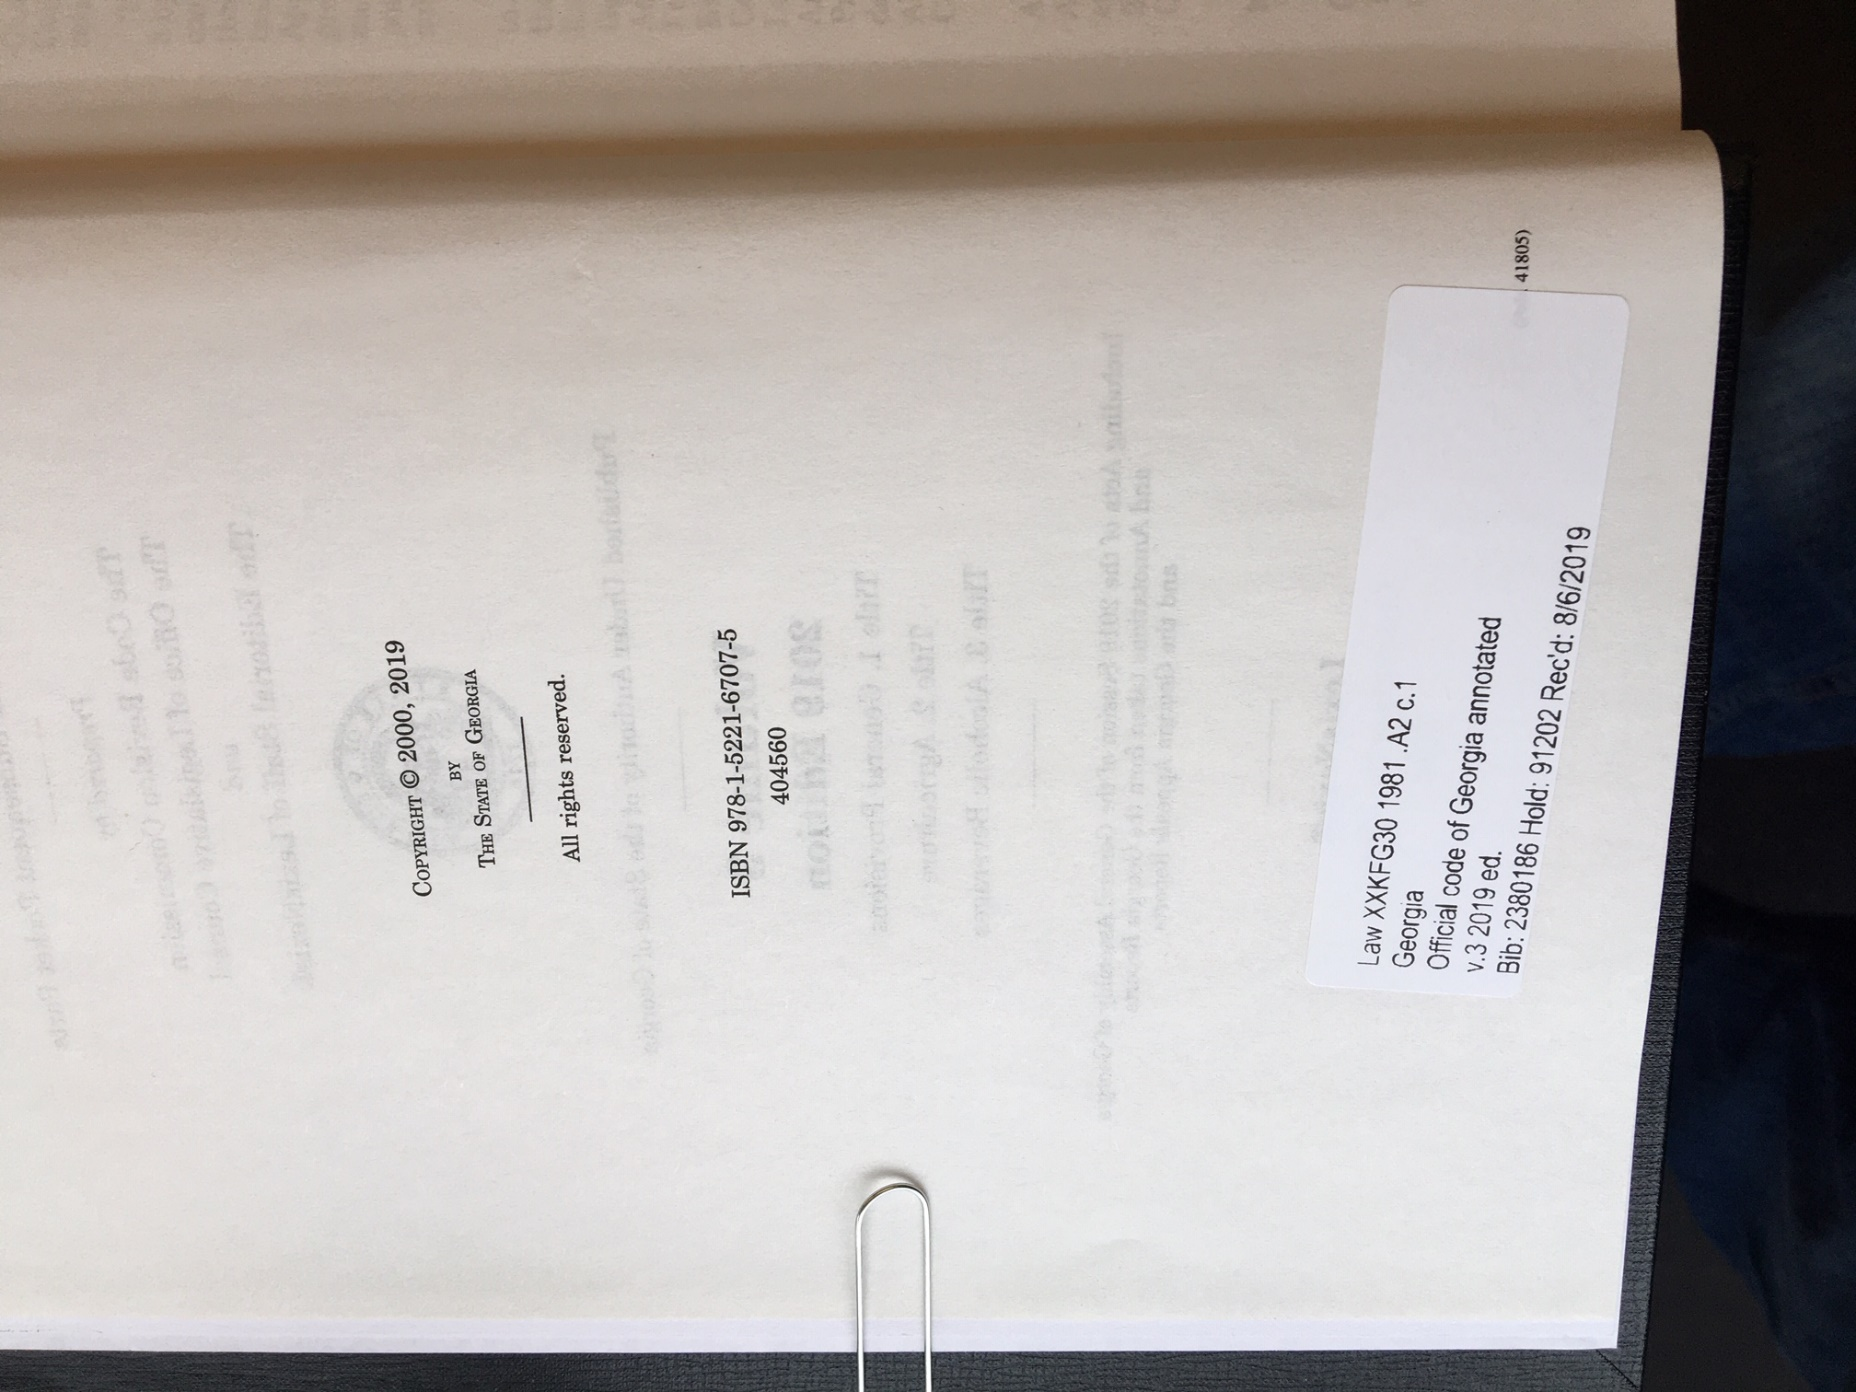 COPYRIGHT © 2000, 2019
BY
THE STATE OF GEORGIA
All rights reserved.
ISBN 978-1-5221-6707-5
404560
41805)
Law XXKFG30 1981 .A2 c.1
Georgia
Official code of Georgia annotated
v.3 2019 ed.
Bib: 2380186 Hold: 91202 Rec'd: 8/6/2019